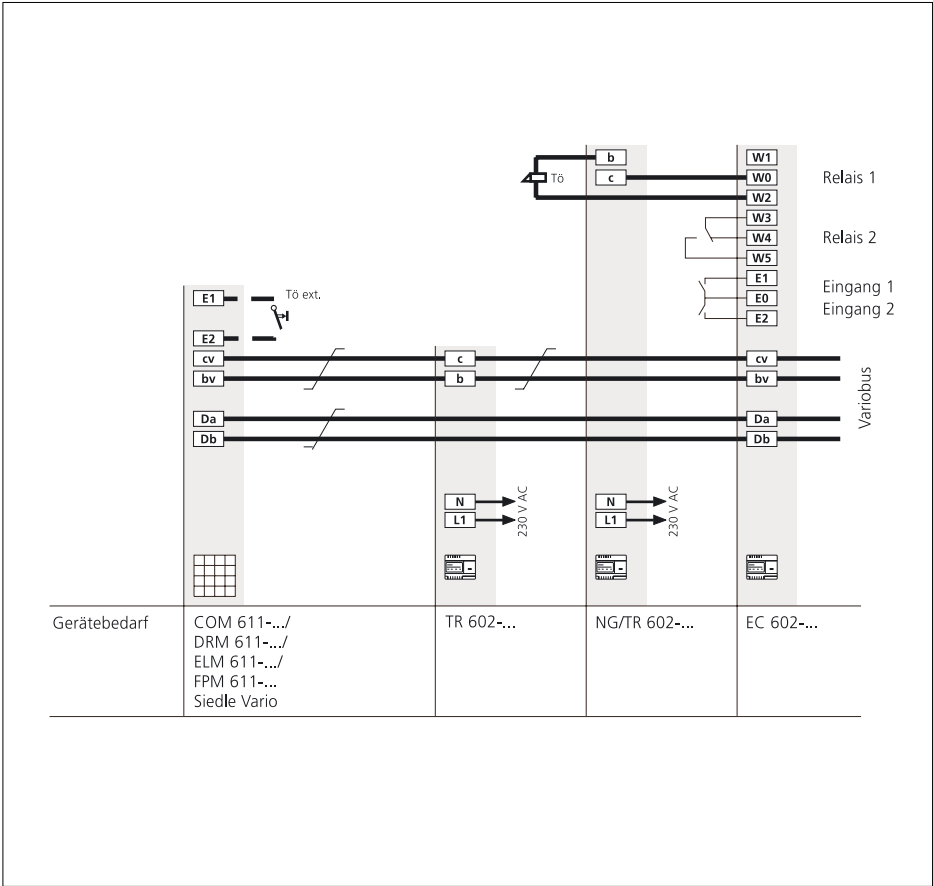 b W1
Tö c W0 Relais 1
W2
W3
W4 Relais 2
W5
E1 Eingang 1
E1 Tö ext. E0 Eingang 2
E2 E2
cv c cv
bv b bv
Variobus
Da Da
Db Db
N N
L1 L1
230 V AC 230 V AC
Gerätebedarf COM 611-.../ TR 602-... NG/TR 602-... EC 602-...
DRM 611-.../
ELM 611-.../
FPM 611-...
Siedle Vario